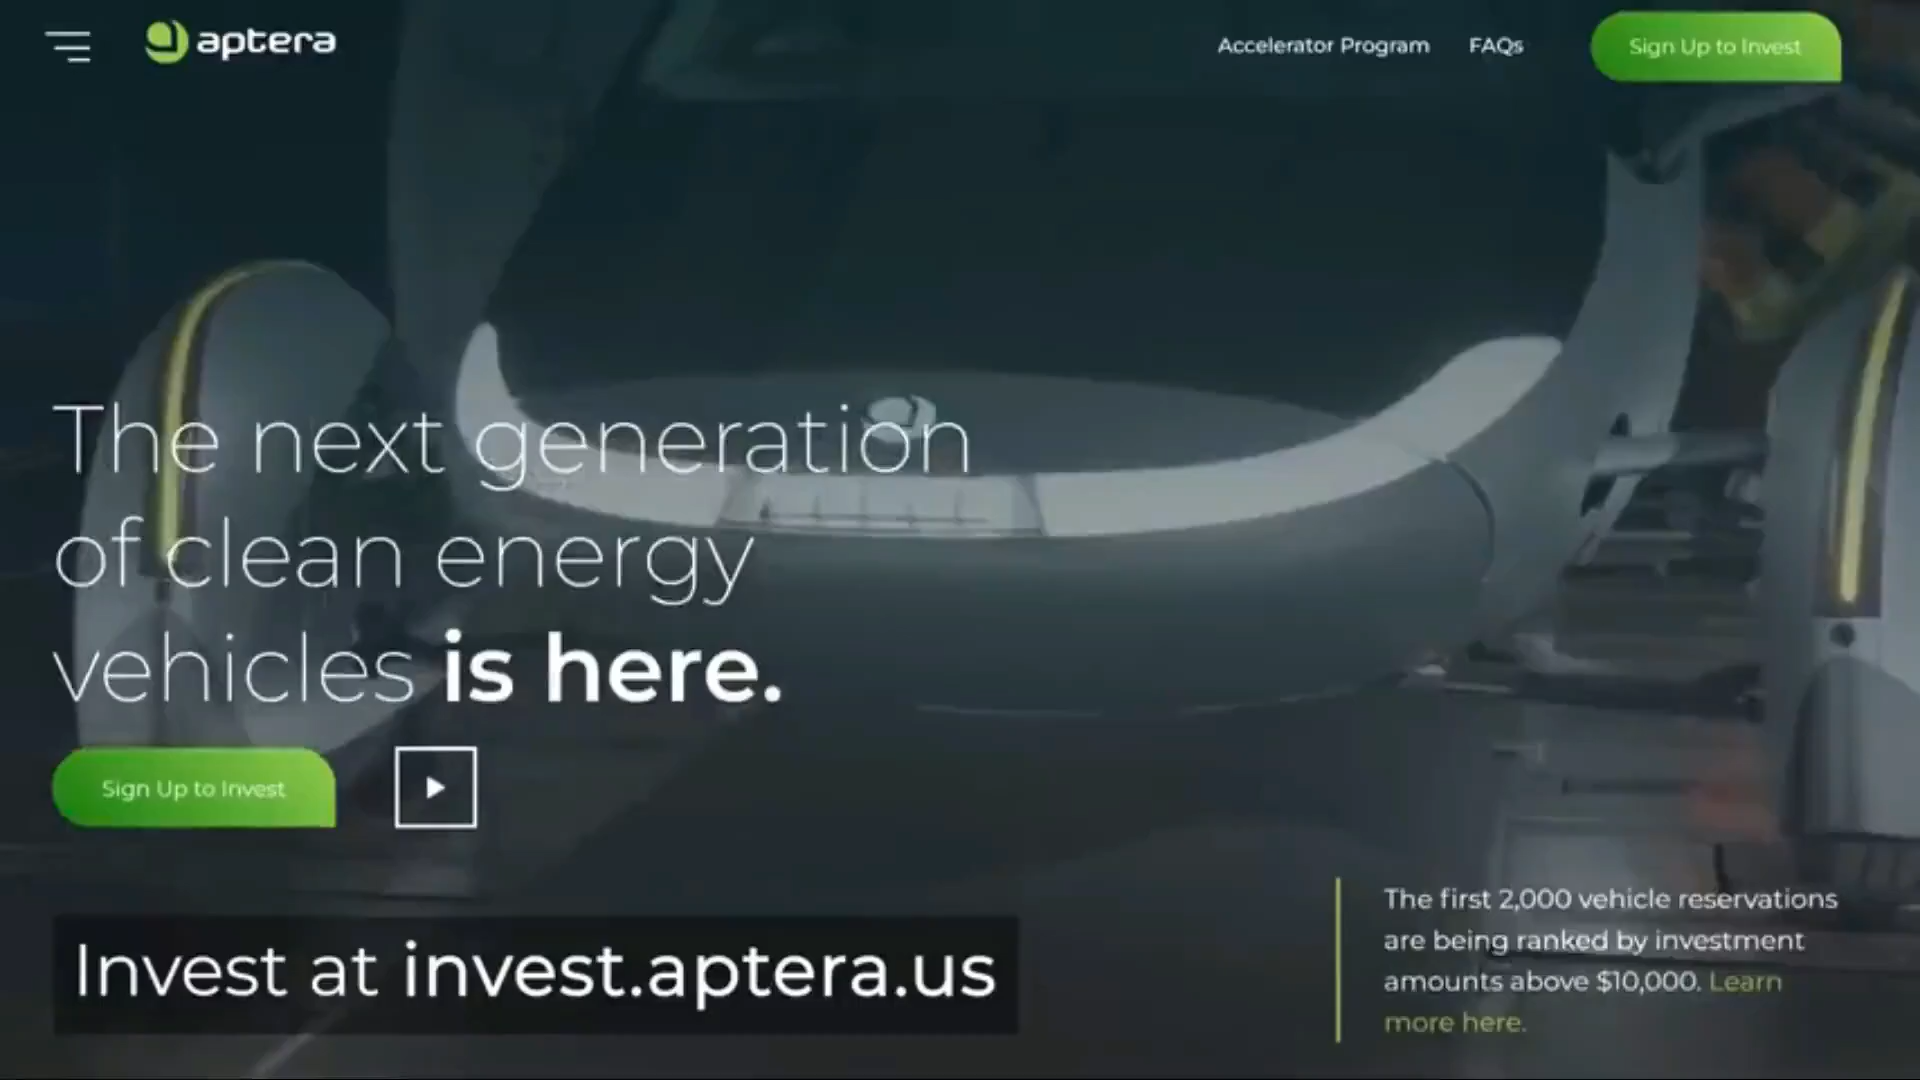 aptera
Accelerator Program
FAQs
Sign Up to Invest
The next generation
of clean energy
vehicles is here.
Sign Up to Invest
Invest at invest.aptera.us
The first 2,000 vehicle reservations
are being ranked by investment
amounts above $10,000. Learn
more here.